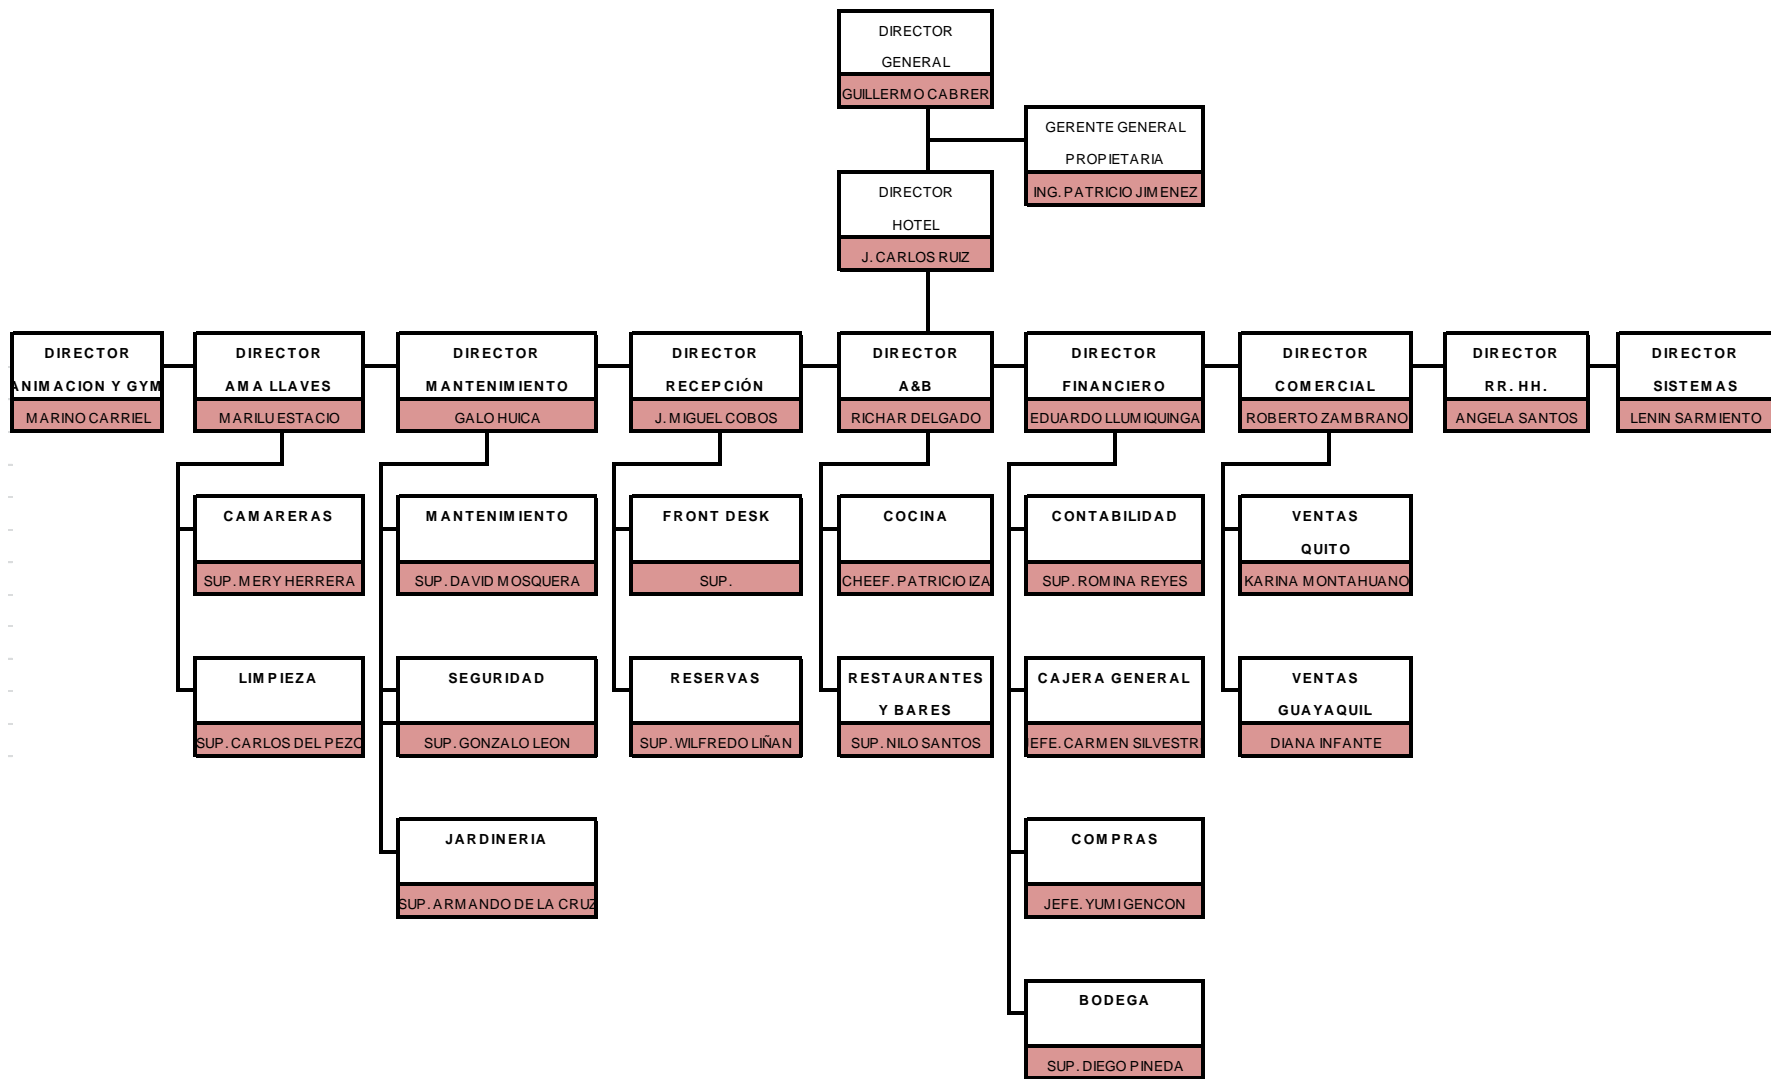 DIRECTOR
GENERAL
GUILLERMO CABRER
GERENTE GENERAL
PROPIETARIA
ING. PATRICIO JIMENEZ
DIRECTOR
HOTEL
J. CARLOS RUIZ
DIRECTOR
ANIMACION Y GYM
MARINO CARRIEL
DIRECTOR
AMA LLAVES
MARILU ESTACIO
DIRECTOR
MANTENIMIENTO
GALO HUICA
DIRECTOR
RECEPCIÓN
J. MIGUEL COBOS
DIRECTOR
A&B
RICHAR DELGADO
DIRECTOR
FINANCIERO
EDUARDO LLUMIQUINGA
DIRECTOR
COMERCIAL
ROBERTO ZAMBRANO
DIRECTOR
RR. HH.
ANGELA SANTOS
DIRECTOR
SISTEMAS
LENIN SARMIENTO
CAMARERAS
SUP. MERY HERRERA
MANTENIMIENTO
SUP. DAVID MOSQUERA
FRONT DESK
SUP.
COCINA
CHEEF. PATRICIO IZA
CONTABILIDAD
SUP. ROMINA REYES
VENTAS
QUITO
KARINA MONTAHUANO
LIMPIEZA
SUP. CARLOS DEL PEZO
SEGURIDAD
SUP. GONZALO LEON
RESERVAS
SUP. WILFREDO LIÑAN
RESTAURANTES
Y BARES
SUP. NILO SANTOS
CAJERA GENERAL
EFE. CARMEN SILVESTR
VENTAS
GUAYAQUIL
DIANA INFANTE
JARDINERIA
SUP. ARMANDO DE LA CRUZ
COMPRAS
JEFE. YUMI GENCON
BODEGA
SUP. DIEGO PINEDA